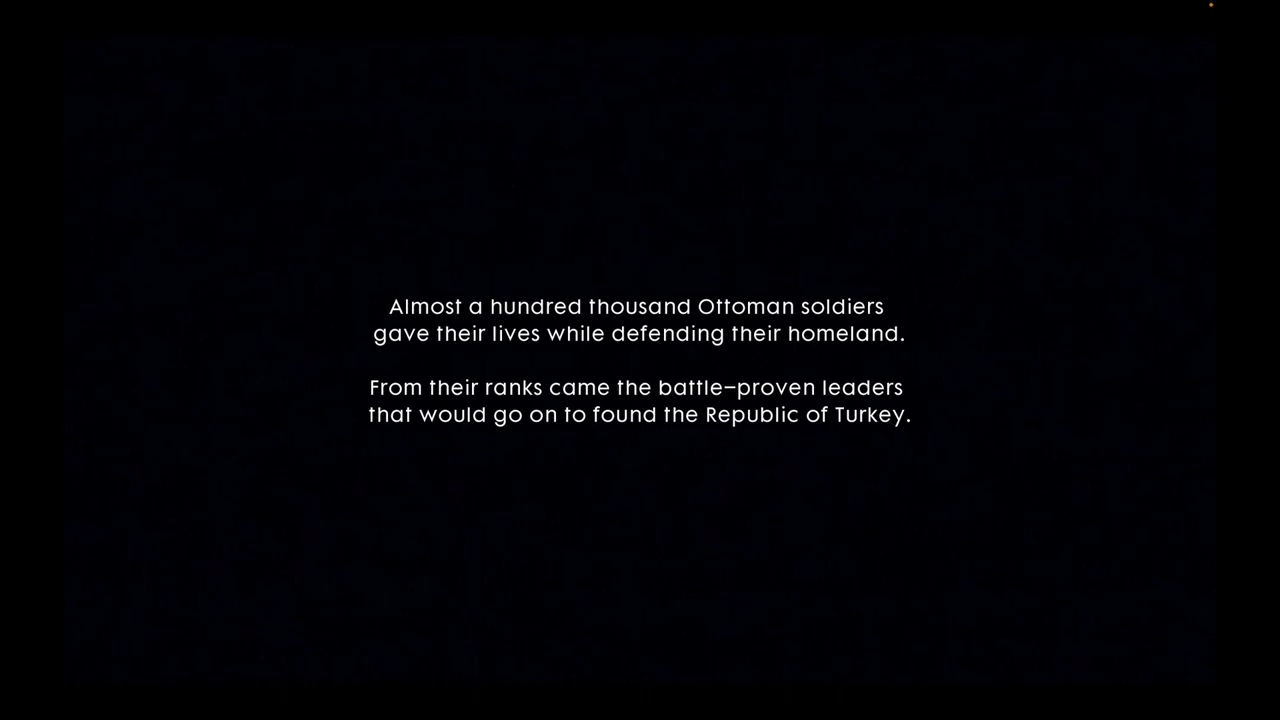 Almost a hundred thousand Ottoman soldiers
gave their lives while defending their homeland.
From their ranks came the battle–proven leaders
that would go on to found the Republic of Turkey.